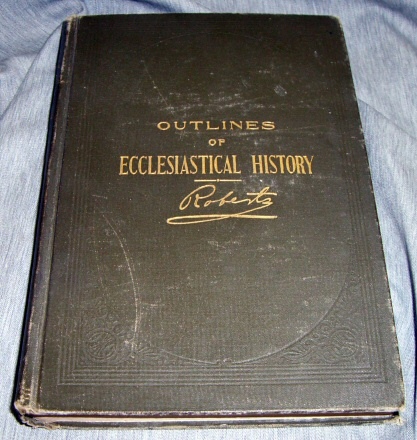 OUTLINES
OF
ECCLESIASTICAL HISTORY
Roberts